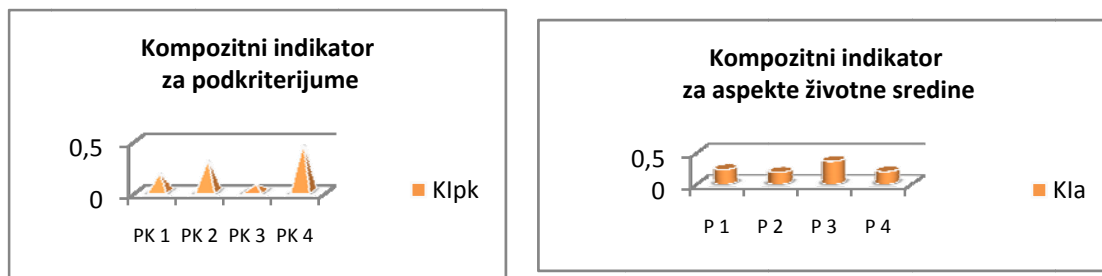 Kompozitni indikator
za podkriterijume
0,5
0
PK 1 PK 2 PK 3 PK 4
KIpk
Kompozitni indikator
za aspekte životne sredine
0,5
0
P 1 P 2 P 3 P 4
KIa